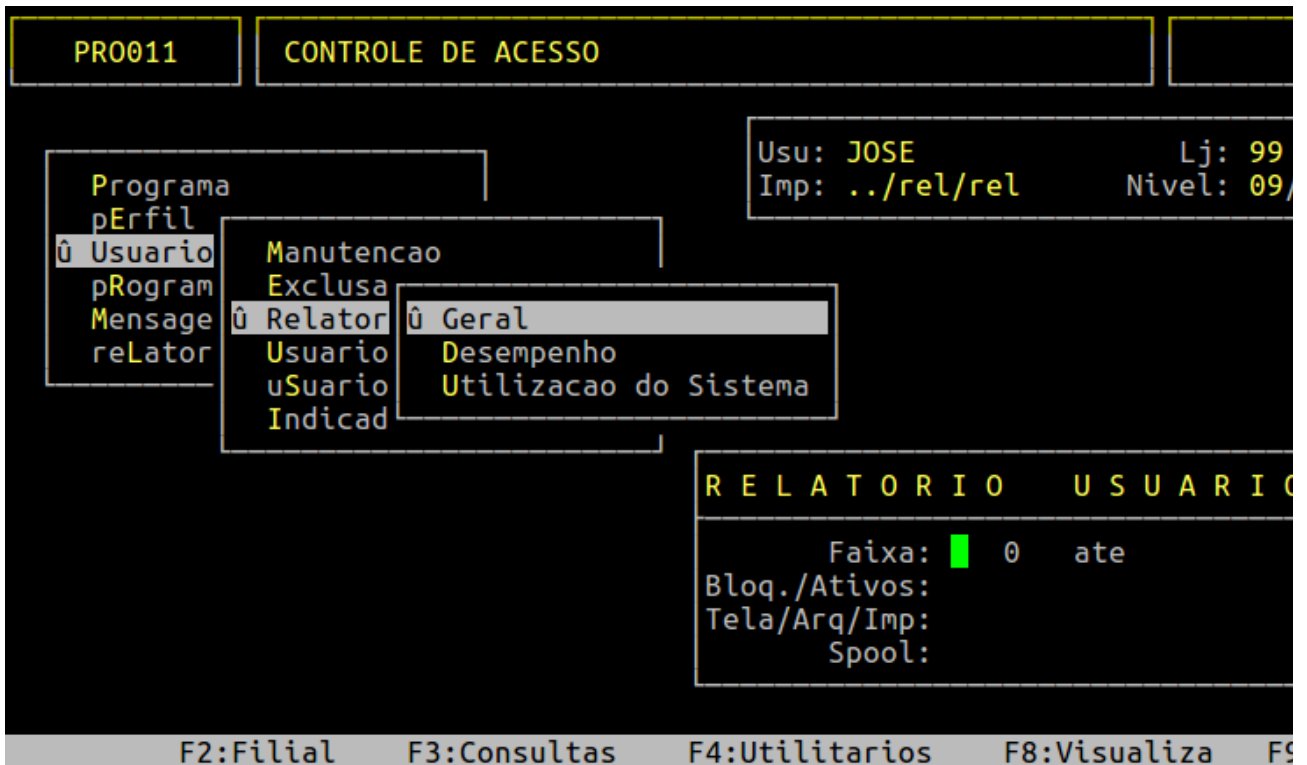 PRO011 CONTROLE DE ACESSO
Usu: JOSE Lj: 99
Imp: ../rel/rel Nivel: 09/
Programa
pErfil
û Usuario
pRogram
Mensage
reLator
Manutencao
Exclusa
û Relator
Usuario
uSuario
Indicad
û Geral
Desempenho
Utilizacao do Sistema
R E L A T O R I O U S U A R I O
Faixa: 0 ate
Bloq./Ativos:
Tela/Arq/Imp:
Spool:
F2:Filial F3:Consultas F4:Utilitarios F8:Visualiza F9